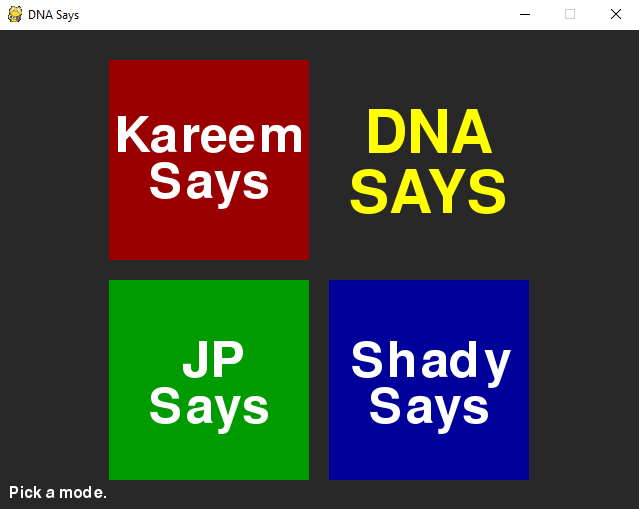 DNA Says
Kareem
Says
DNA
SAYS
JP
Says
Shady
Says
Pick a mode.